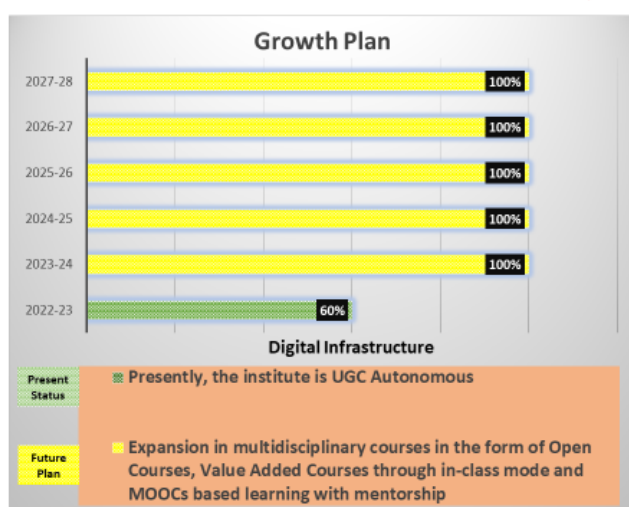 Growth Plan
2027-28 100%
2026-27 100%
2025-26 100%
2024-25 100%
2023-24 100%
2022-23 60%
Digital Infrastructure
Present
Status
Presently, the institute is UGC Autonomous
Future
Plan
Expansion in multidisciplinary courses in the form of Open
Courses, Value Added Courses through in-class mode and
MOOCs based learning with mentorship